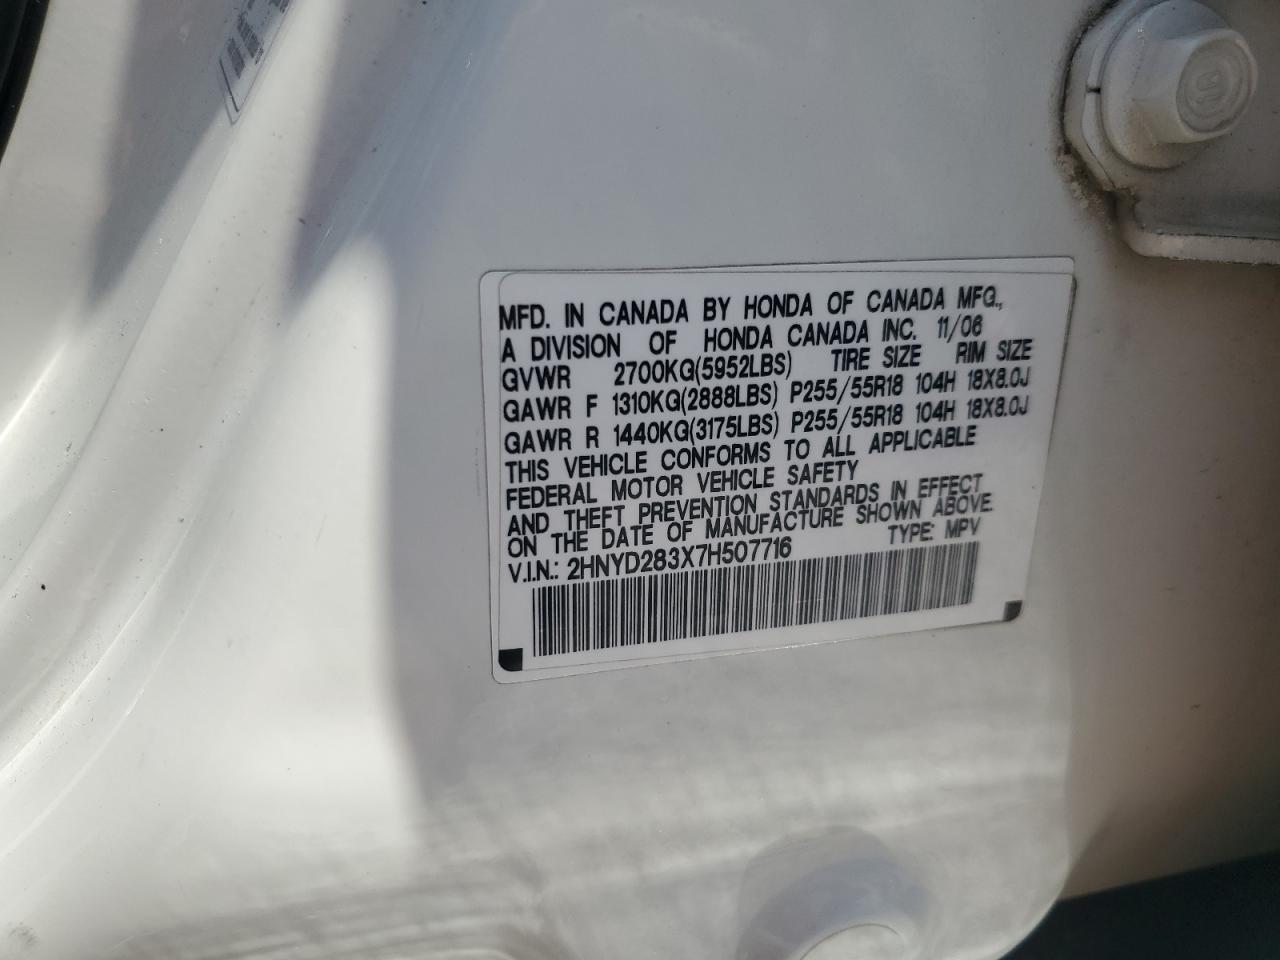 MFD. IN CANADA BY HONDA OF CANADA MFG.,
A DIVISION OF HONDA CANADA INC. 11/06
GVWR 2700KG(5952LBS) TIRE SIZE RIM SIZE
GAWR F 1310KG(2888LBS) P255/55R18 104H 18X8.0J
GAWR R 1440KG(3175LBS) P255/55R18 104H 18X8.0J
THIS VEHICLE CONFORMS TO ALL APPLICABLE
FEDERAL MOTOR VEHICLE SAFETY
AND THEFT PREVENTION STANDARDS IN EFFECT
ON THE DATE OF MANUFACTURE SHOWN ABOVE.
V.I.N.: 2HNYD283X7H507716 TYPE: MPV